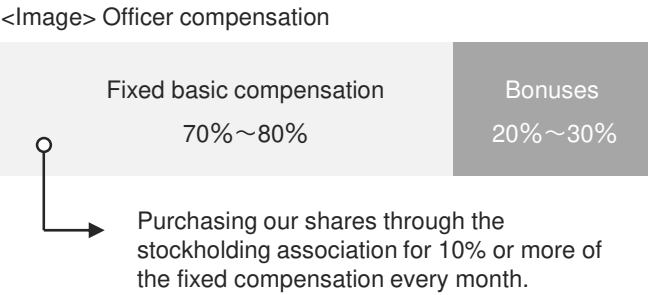 <Image> Officer compensation
Fixed basic compensation
70%～80%
Bonuses
20%～30%
Purchasing our shares through the
stockholding association for 10% or more of
the fixed compensation every month.